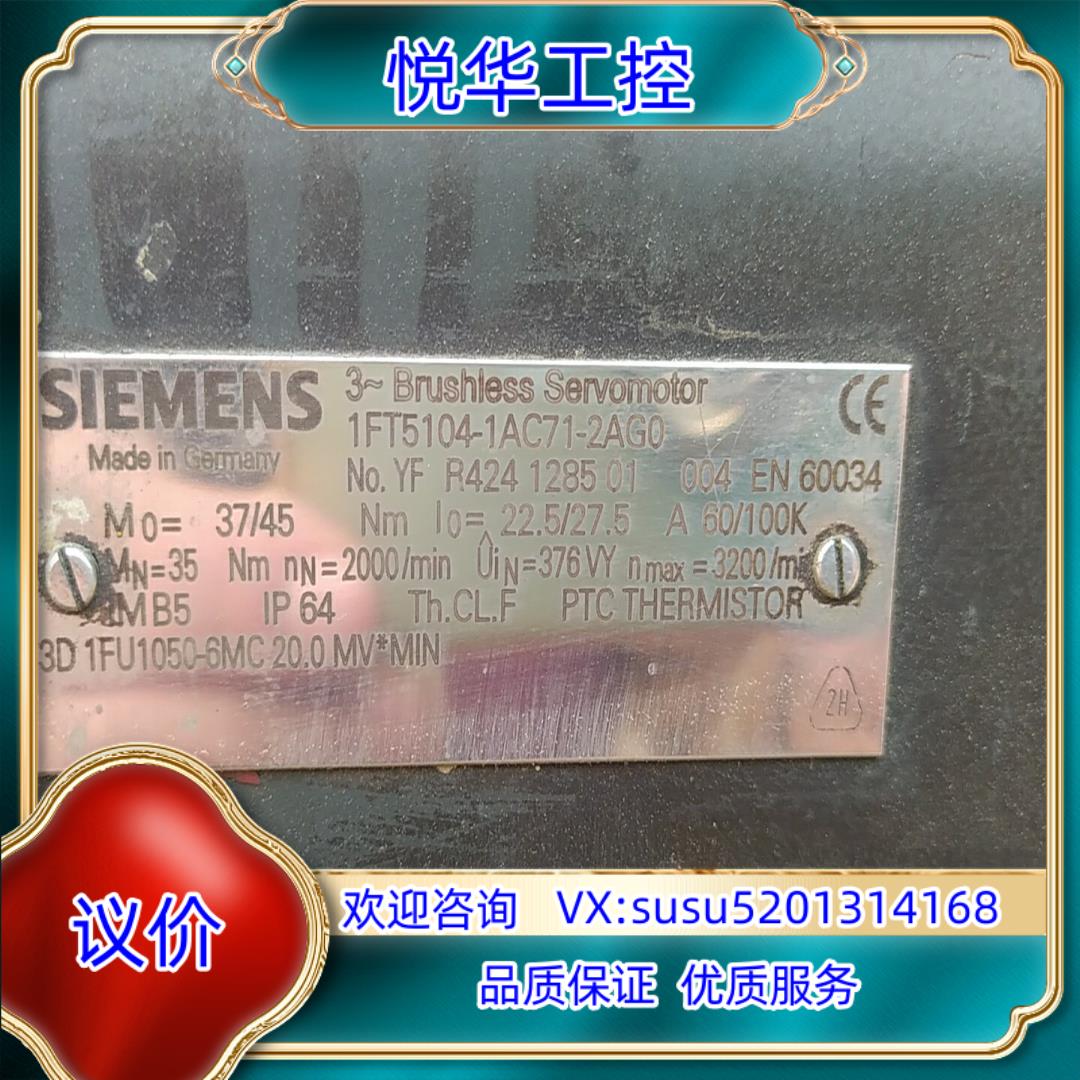 悦华工控
SIEMENS
3~ Brushless Servomotor
CE
1FT5104-1AC71-2AG0
Made in Germany
No. YF R424 1285 01 004 EN 60034
M0= 37/45 Nm I0= 22.5/27.5 A 60/100K
MN=35 Nm nN=2000/min ÛiN=376VY nmax=3200/mi
IMB5 IP 64 Th.CL.F PTC THERMISTOR
3D 1FU1050-6MC 20.0 MV*MIN
2H
议价
欢迎咨询 VX:susu5201314168
品质保证 优质服务